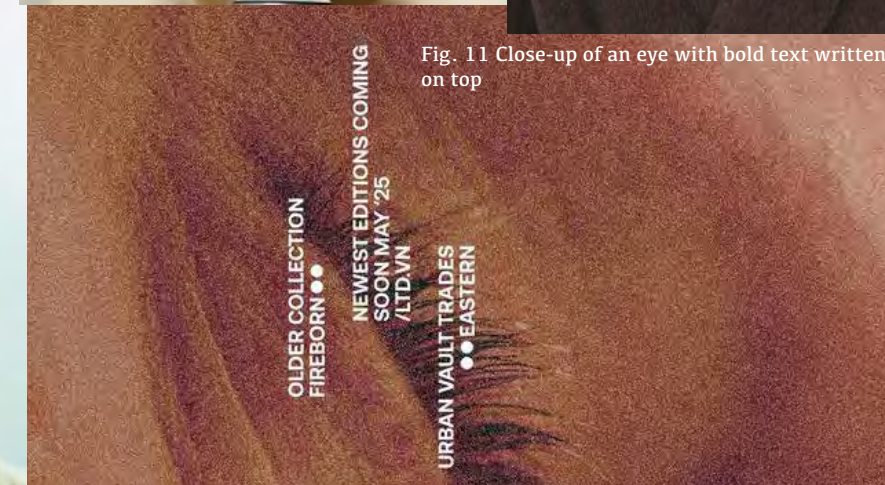 Fig. 11 Close-up of an eye with bold text written
on top
OLDER COLLECTION
FIREBORN●●
NEWEST EDITIONS COMING
SOON MAY '25
/LTD.VN
URBAN VAULT TRADES
●●EASTERN